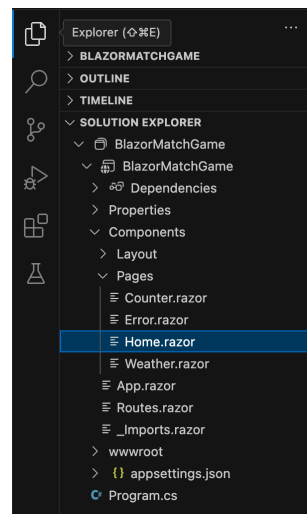 Explorer (⇧⌘E)
...
BLAZORMATCHGAME
OUTLINE
TIMELINE
SOLUTION EXPLORER
BlazorMatchGame
BlazorMatchGame
Dependencies
Properties
Components
Layout
Pages
Counter.razor
Error.razor
Home.razor
Weather.razor
App.razor
Routes.razor
_Imports.razor
wwwroot
{} appsettings.json
C# Program.cs